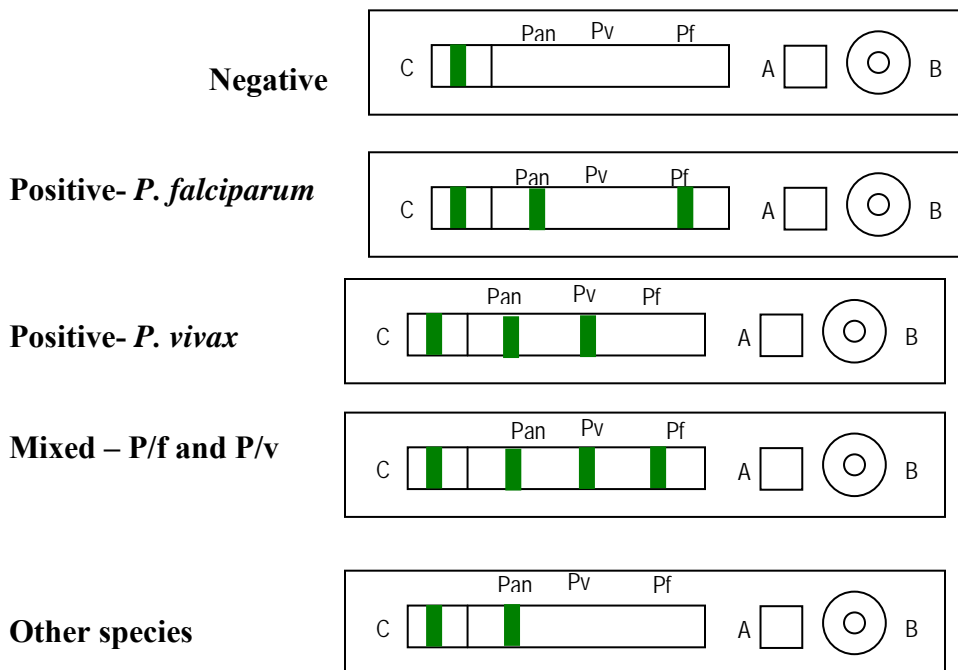 Pan Pv Pf
C A B
Negative
Pan Pv Pf
Positive- P. falciparum
C A B
Pan Pv Pf
Positive- P. vivax
C A B
Pan Pv Pf
Mixed – P/f and P/v
C A B
Pan Pv Pf
Other species
C A B